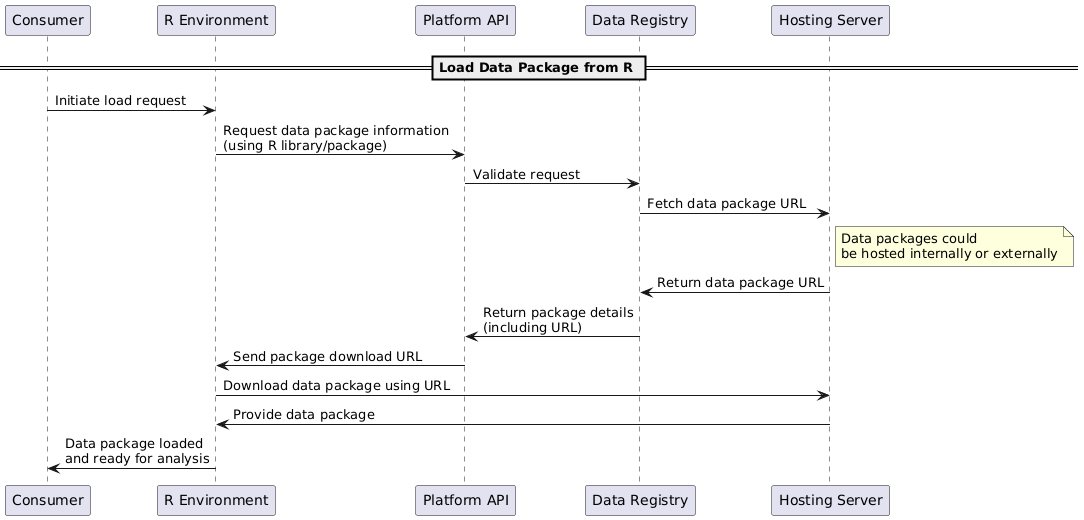 Consumer
R Environment
Platform API
Data Registry
Hosting Server
Load Data Package from R
Initiate load request
Request data package information
(using R library/package)
Validate request
Fetch data package URL
Data packages could
be hosted internally or externally
Return data package URL
Return package details
(including URL)
Send package download URL
Download data package using URL
Provide data package
Data package loaded
and ready for analysis
Consumer
R Environment
Platform API
Data Registry
Hosting Server